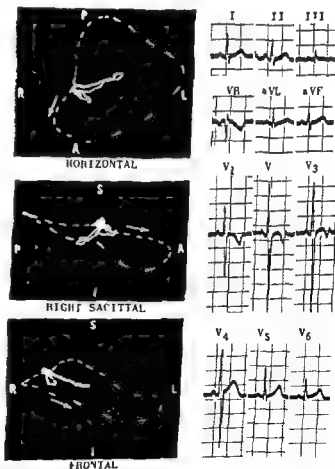 I II III
P
R L
A
HORIZONTAL
VR aVL aVF
S
P A
I
RIGHT SAGITTAL
V₁ V V₃
S
R L
I
FRONTAL
V₄ V₅ V₆